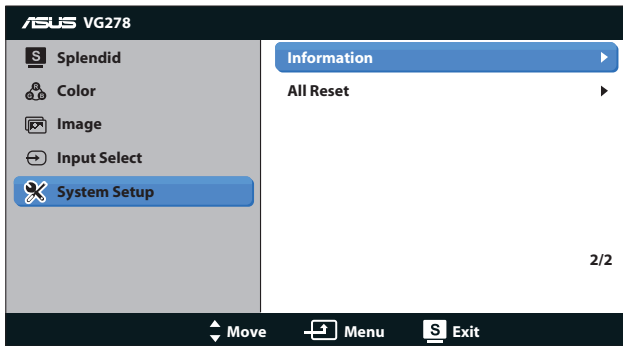 ASUS VG278
S Splendid
Color
Image
Input Select
System Setup
Information
All Reset
2/2
Move Menu S Exit